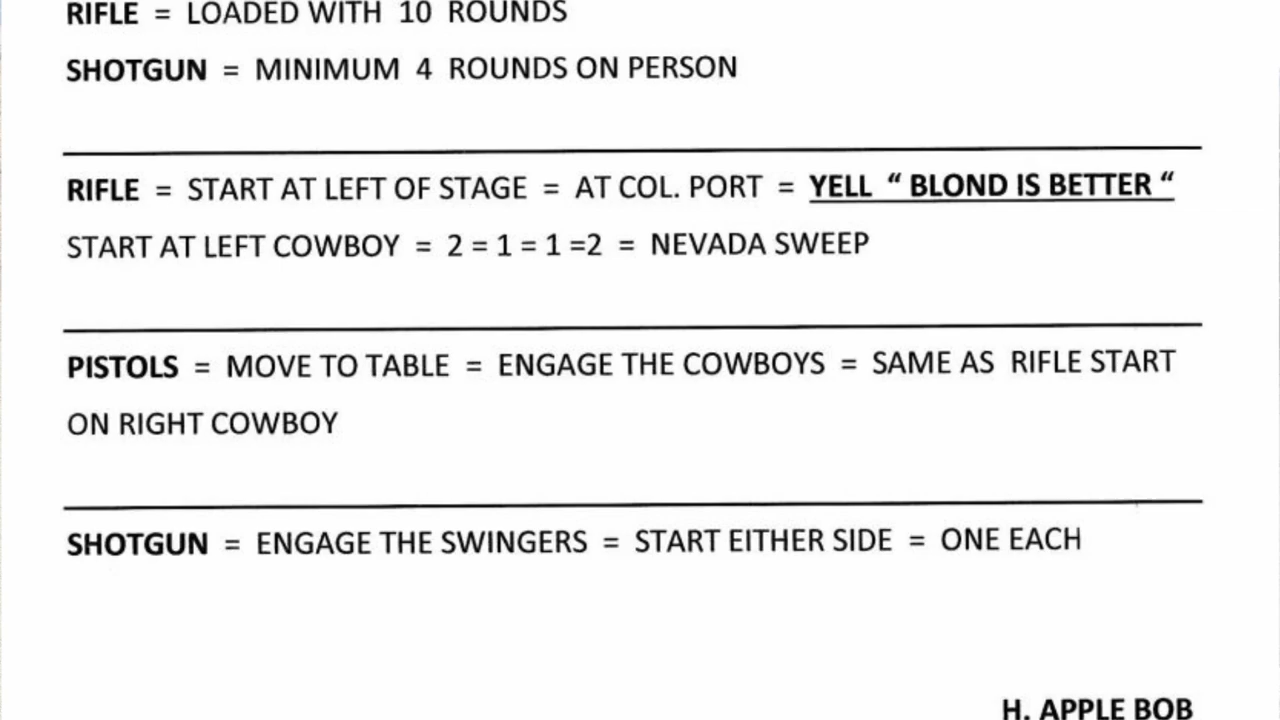 RIFLE = LOADED WITH 10 ROUNDS
SHOTGUN = MINIMUM 4 ROUNDS ON PERSON
RIFLE = START AT LEFT OF STAGE = AT COL. PORT = YELL “ BLOND IS BETTER “
START AT LEFT COWBOY = 2 = 1 = 1 =2 = NEVADA SWEEP
PISTOLS = MOVE TO TABLE = ENGAGE THE COWBOYS = SAME AS RIFLE START
ON RIGHT COWBOY
SHOTGUN = ENGAGE THE SWINGERS = START EITHER SIDE = ONE EACH
H. APPLE BOB